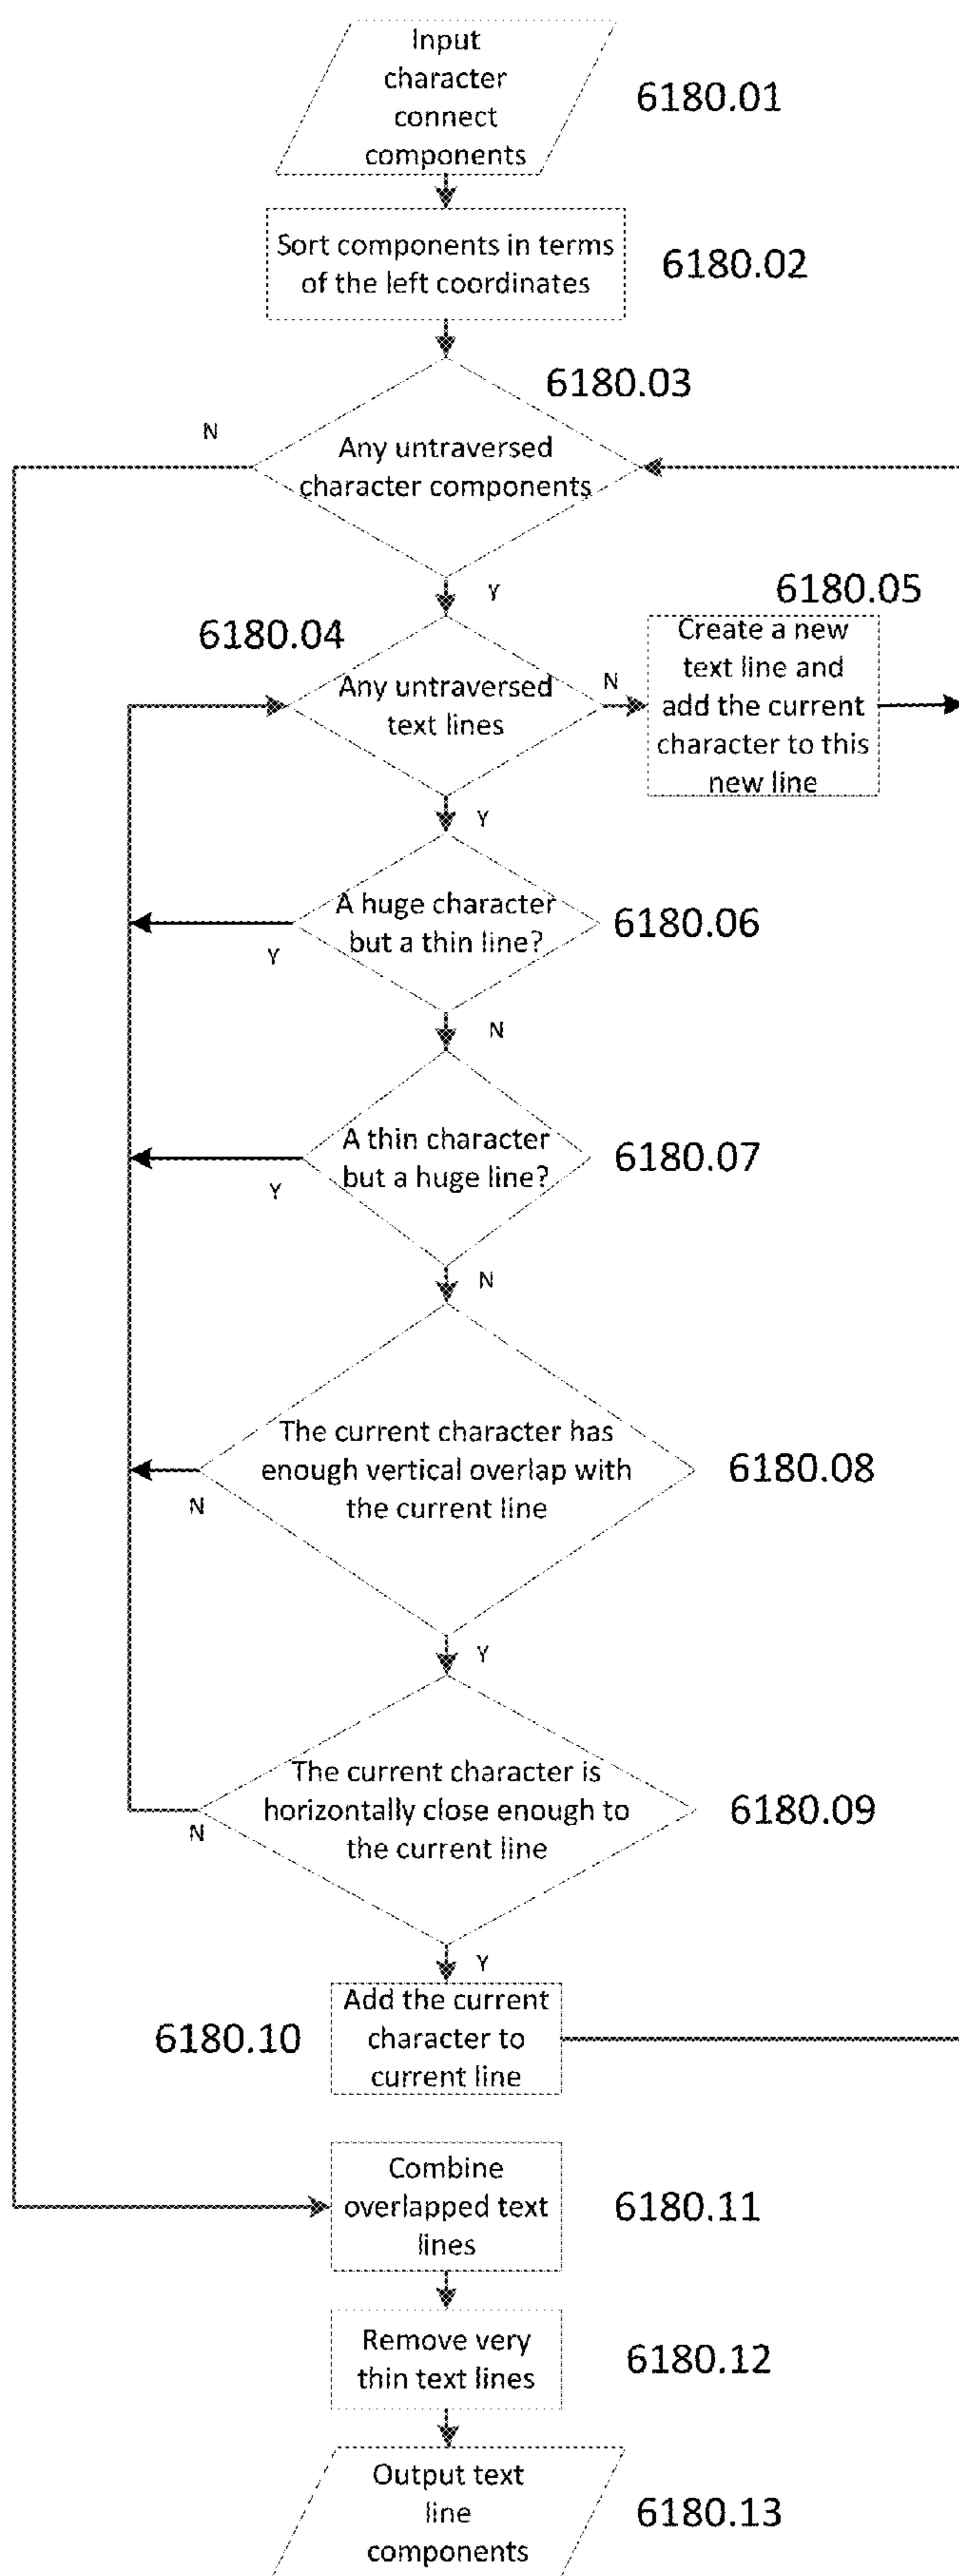 Input
character
connect
components
6180.01
Sort components in terms
of the left coordinates
6180.02
6180.03
N
Any untraversed
character components
Y
6180.05
6180.04
Create a new
text line and
add the current
character to this
new line
Any untraversed
text lines
N
Y
A huge character
but a thin line?
6180.06
Y
N
A thin character
but a huge line?
6180.07
Y
N
The current character has
enough vertical overlap with
the current line
6180.08
N
Y
The current character is
horizontally close enough to
the current line
6180.09
N
Y
Add the current
character to
current line
6180.10
Combine
overlapped text
lines
6180.11
Remove very
thin text lines
6180.12
Output text
line
components
6180.13